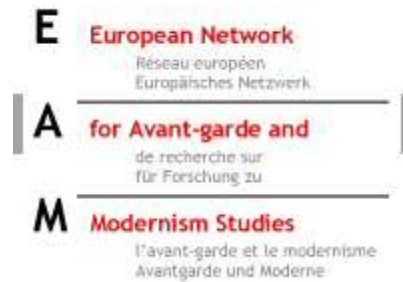 E European Network
Réseau européen
Europäisches Netzwerk
A for Avant-garde and
de recherche sur
für Forschung zu
M Modernism Studies
l'avant-garde et le modernisme
Avantgarde und Moderne